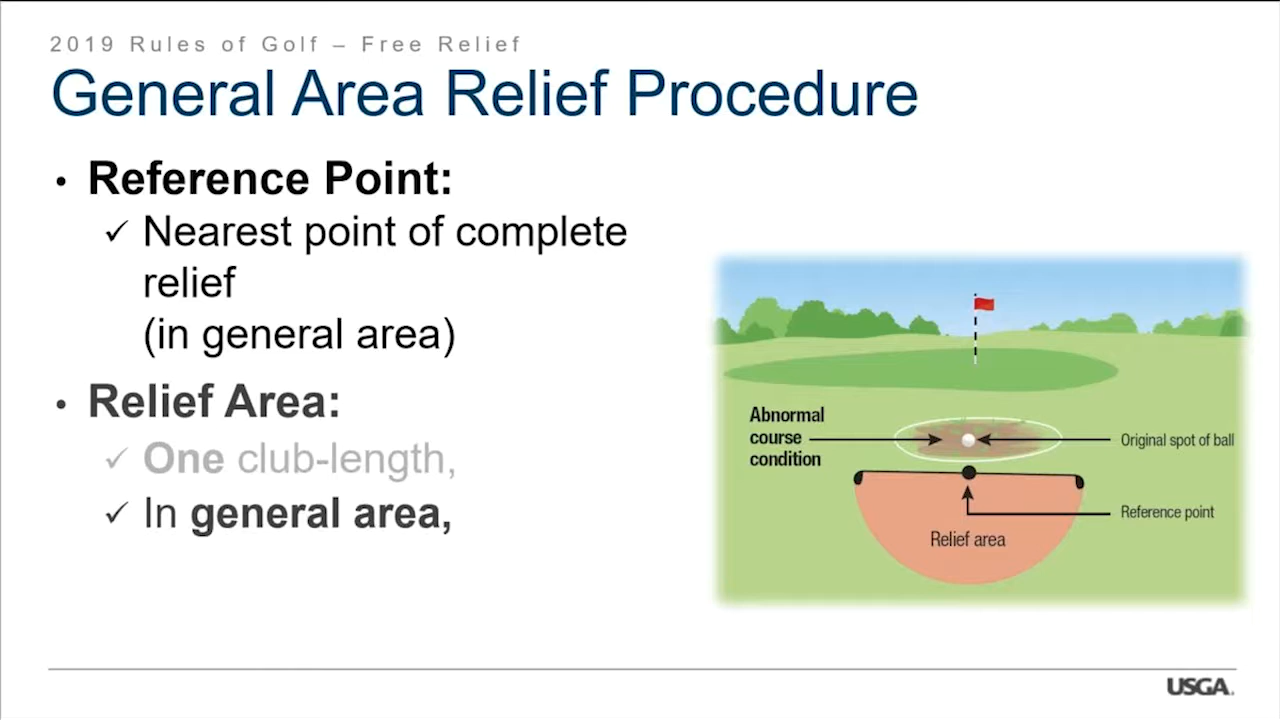 2019 Rules of Golf – Free Relief
General Area Relief Procedure
• Reference Point:
✓ Nearest point of complete
relief
(in general area)
• Relief Area:
✓ One club-length,
✓ In general area,
Abnormal
course
condition
Original spot of ball
Reference point
Relief area
USGA.